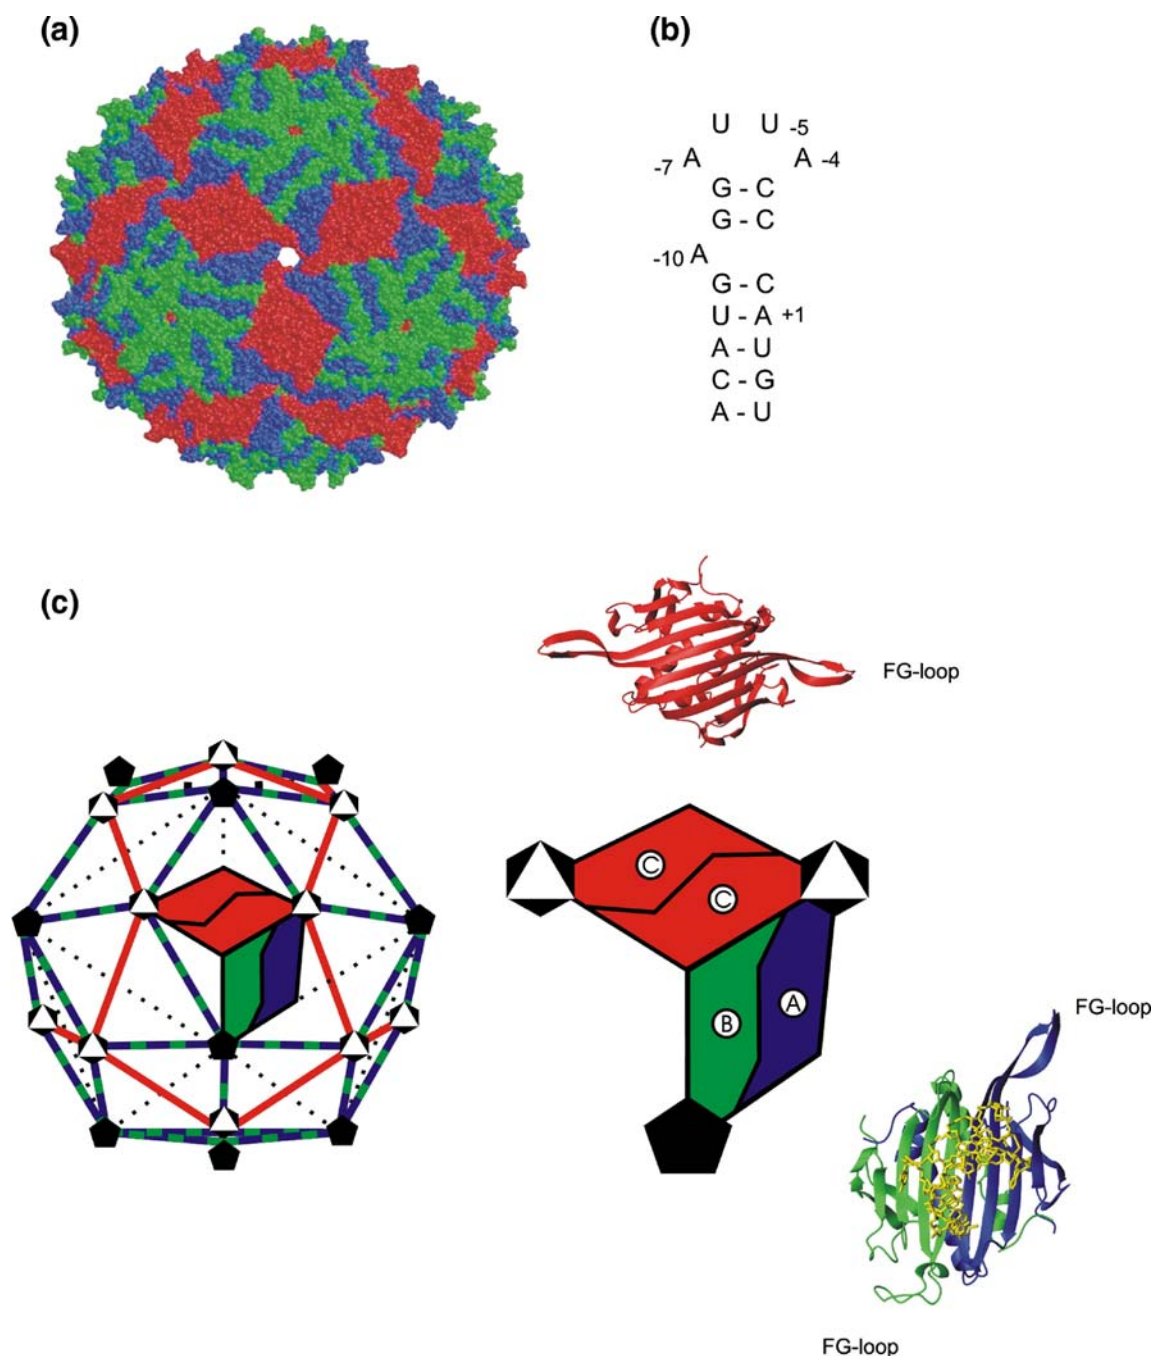 (a)
(b)
U U -5
-7 A A -4
G - C
G - C
-10 A
G - C
U - A +1
A - U
C - G
A - U
(c)
FG-loop
C
C
B
A
FG-loop
FG-loop